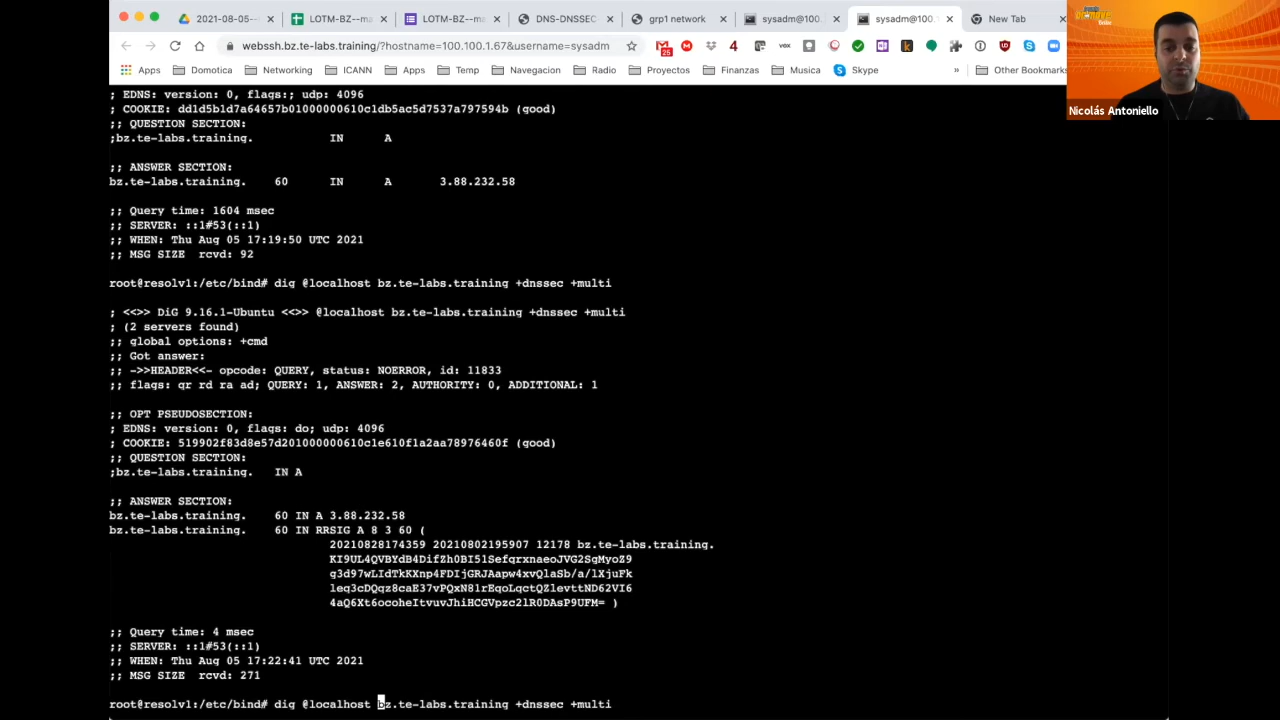 2021-08-05--
LOTM-BZ--ma
LOTM-BZ--me
DNS-DNSSEC
grp1 network
sysadm@100.
sysadm@100.
New Tab
webssh.bz.te-labs.training/?hostname=100.100.1.67&username=sysadm
25
4
vox
Apps
Domotica
Networking
ICANN
Apps
Temp
Navegacion
Radio
Proyectos
Finanzas
Musica
Skype
»
Other Bookmarks
Nicolás Antoniello
; EDNS: version: 0, flags:; udp: 4096
; COOKIE: dd1d5b1d7a64657b01000000610c1db5ac5d7537a797594b (good)
;; QUESTION SECTION:
;bz.te-labs.training. IN A
;; ANSWER SECTION:
bz.te-labs.training. 60 IN A 3.88.232.58
;; Query time: 1604 msec
;; SERVER: ::1#53(::1)
;; WHEN: Thu Aug 05 17:19:50 UTC 2021
;; MSG SIZE rcvd: 92
root@resolv1:/etc/bind# dig @localhost bz.te-labs.training +dnssec +multi
; <<>> DiG 9.16.1-Ubuntu <<>> @localhost bz.te-labs.training +dnssec +multi
; (2 servers found)
;; global options: +cmd
;; Got answer:
;; ->>HEADER<<- opcode: QUERY, status: NOERROR, id: 11833
;; flags: qr rd ra ad; QUERY: 1, ANSWER: 2, AUTHORITY: 0, ADDITIONAL: 1
;; OPT PSEUDOSECTION:
; EDNS: version: 0, flags: do; udp: 4096
; COOKIE: 519902f83d8e57d201000000610c1e610f1a2aa78976460f (good)
;; QUESTION SECTION:
;bz.te-labs.training. IN A
;; ANSWER SECTION:
bz.te-labs.training. 60 IN A 3.88.232.58
bz.te-labs.training. 60 IN RRSIG A 8 3 60 (
20210828174359 20210802195907 12178 bz.te-labs.training.
KI9UL4QVBYdB4DifZh0BI51SefqrxnaeoJVG2SgMyoZ9
g3d97wLIdTkKXnp4FDIjGRJAapw4xvQlaSb/a/lXjuFk
leq3cDQqz8caE37vPQxN81rEqoLqctQZlevttND62VI6
4aQ6Xt6ocoheItvuvJhiHCGVpzc2lR0DAsP9UFM= )
;; Query time: 4 msec
;; SERVER: ::1#53(::1)
;; WHEN: Thu Aug 05 17:22:41 UTC 2021
;; MSG SIZE rcvd: 271
root@resolv1:/etc/bind# dig @localhost bz.te-labs.training +dnssec +multi